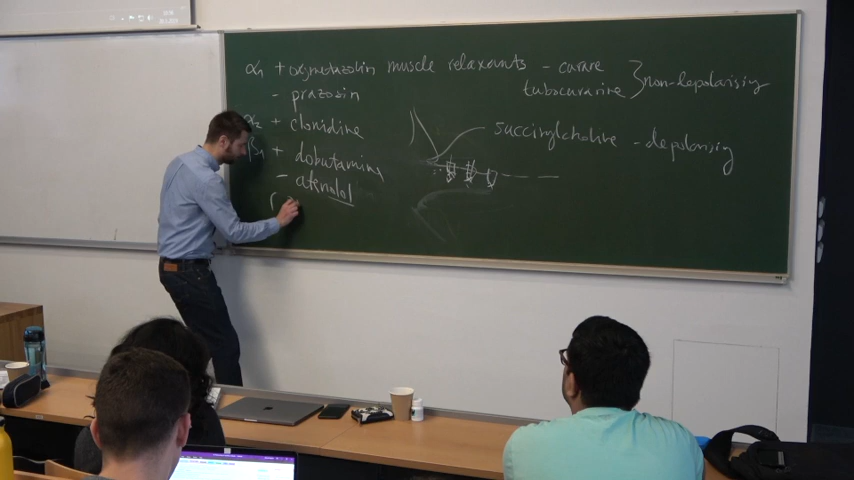 α1 + oxymetazolin
- prazosin
α2 + clonidine
β1 + dobutamine
- atenolol
muscle relaxants - curare
tubocurarine } non-depolarising
succinylcholine - depolarising